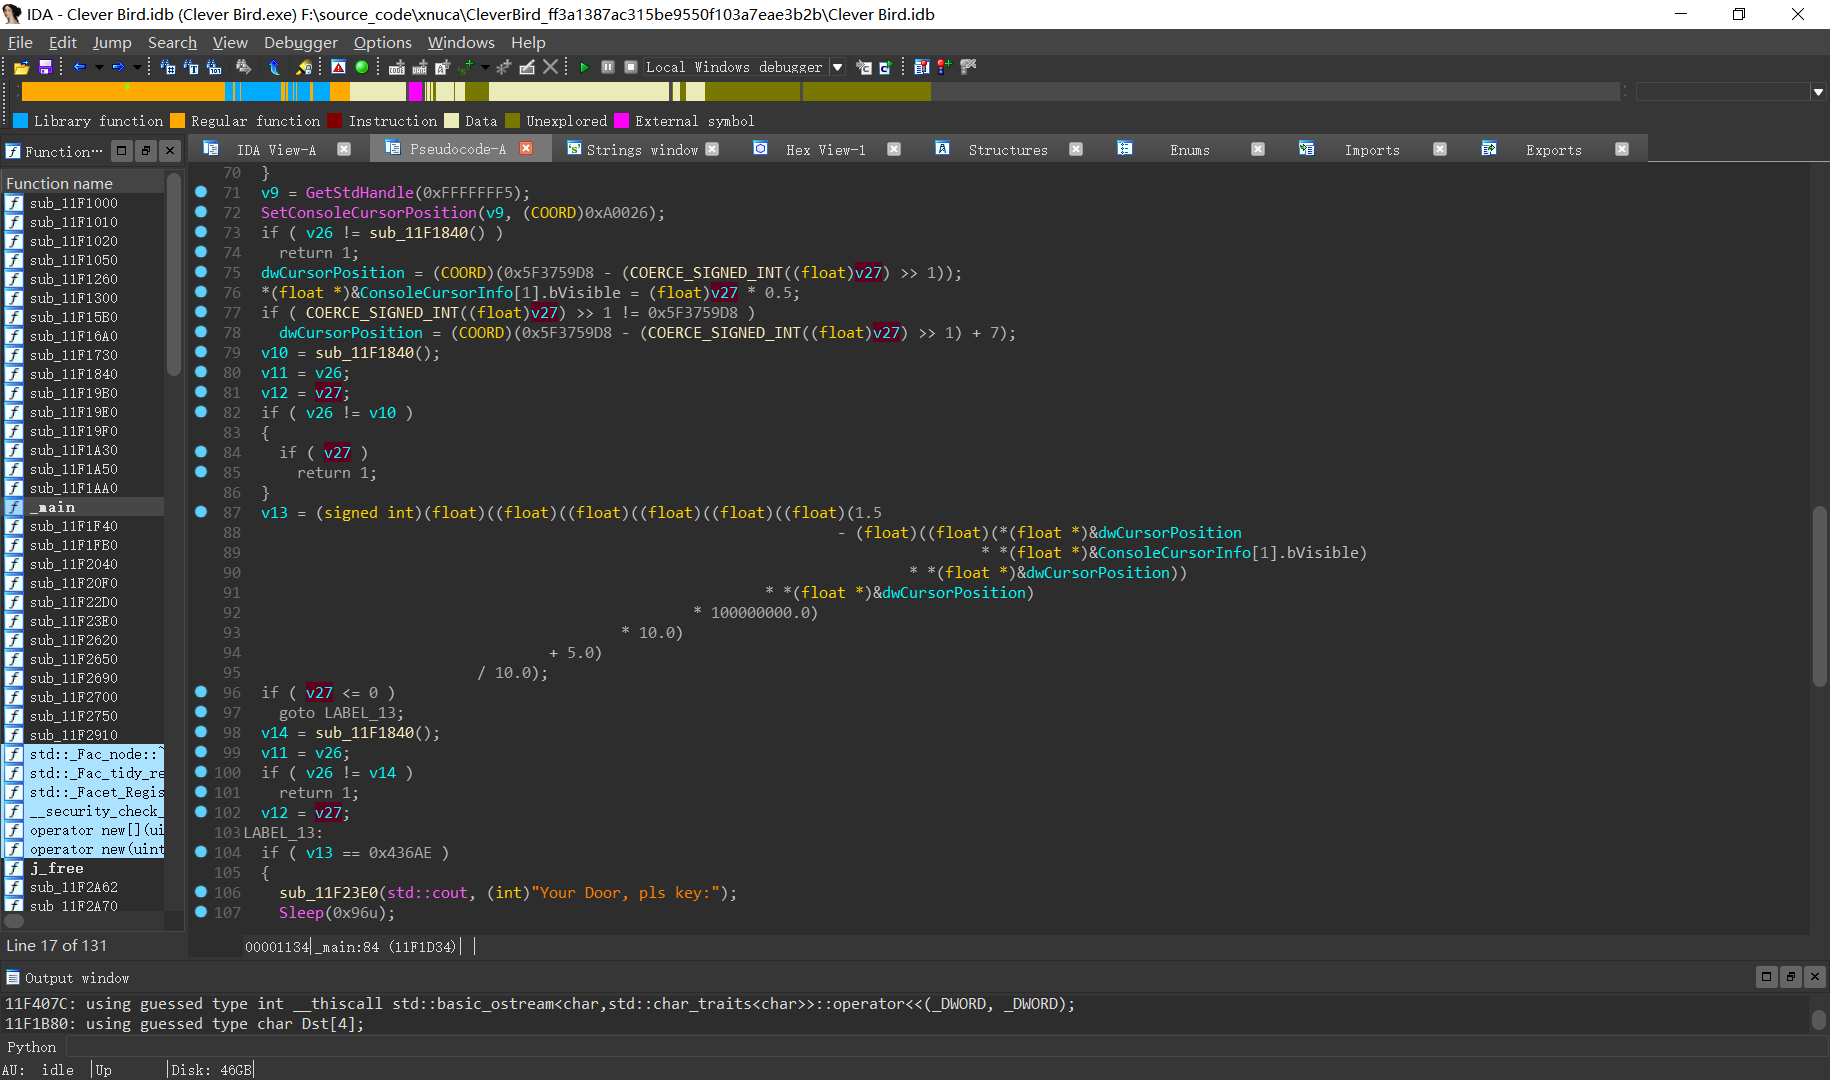 IDA - Clever Bird.idb (Clever Bird.exe) F:\source_code\xnuca\CleverBird_ff3a1387ac315be9550f103a7eae3b2b\Clever Bird.idb
File Edit Jump Search View Debugger Options Windows Help
Local Windows debugger
Library function Regular function Instruction Data Unexplored External symbol
Function⋯
IDA View-A
Pseudocode-A
Strings window
Hex View-1
Structures
Enums
Imports
Exports
Function name
sub_11F1000
sub_11F1010
sub_11F1020
sub_11F1050
sub_11F1260
sub_11F1300
sub_11F15B0
sub_11F16A0
sub_11F1730
sub_11F1840
sub_11F19B0
sub_11F19E0
sub_11F19F0
sub_11F1A30
sub_11F1A50
sub_11F1AA0
_main
sub_11F1F40
sub_11F1FB0
sub_11F2040
sub_11F20F0
sub_11F22D0
sub_11F23E0
sub_11F2620
sub_11F2650
sub_11F2690
sub_11F2700
sub_11F2750
sub_11F2910
std::_Fac_node::~
std::_Fac_tidy_re
std::_Facet_Regis
__security_check_
operator new[](ui
operator new(uint
j_free
sub_11F2A62
sub_11F2A70
Line 17 of 131
70 }
71 v9 = GetStdHandle(0xFFFFFFF5);
72 SetConsoleCursorPosition(v9, (COORD)0xA0026);
73 if ( v26 != sub_11F1840() )
74 return 1;
75 dwCursorPosition = (COORD)(0x5F3759D8 - (COERCE_SIGNED_INT((float)v27) >> 1));
76 *(float *)&ConsoleCursorInfo[1].bVisible = (float)v27 * 0.5;
77 if ( COERCE_SIGNED_INT((float)v27) >> 1 != 0x5F3759D8 )
78 dwCursorPosition = (COORD)(0x5F3759D8 - (COERCE_SIGNED_INT((float)v27) >> 1) + 7);
79 v10 = sub_11F1840();
80 v11 = v26;
81 v12 = v27;
82 if ( v26 != v10 )
83 {
84 if ( v27 )
85 return 1;
86 }
87 v13 = (signed int)(float)((float)((float)((float)((float)((float)(1.5
88 - (float)((float)(*(float *)&dwCursorPosition
89 * *(float *)&ConsoleCursorInfo[1].bVisible)
90 * *(float *)&dwCursorPosition))
91 * *(float *)&dwCursorPosition)
92 * 100000000.0)
93 * 10.0)
94 + 5.0)
95 / 10.0);
96 if ( v27 <= 0 )
97 goto LABEL_13;
98 v14 = sub_11F1840();
99 v11 = v26;
100 if ( v26 != v14 )
101 return 1;
102 v12 = v27;
103 LABEL_13:
104 if ( v13 == 0x436AE )
105 {
106 sub_11F23E0(std::cout, (int)"Your Door, pls key:");
107 Sleep(0x96u);
00001134 _main:84 (11F1D34)
Output window
11F407C: using guessed type int __thiscall std::basic_ostream<char,std::char_traits<char>>::operator<<(_DWORD, _DWORD);
11F1B80: using guessed type char Dst[4];
Python
AU: idle Up Disk: 46GB